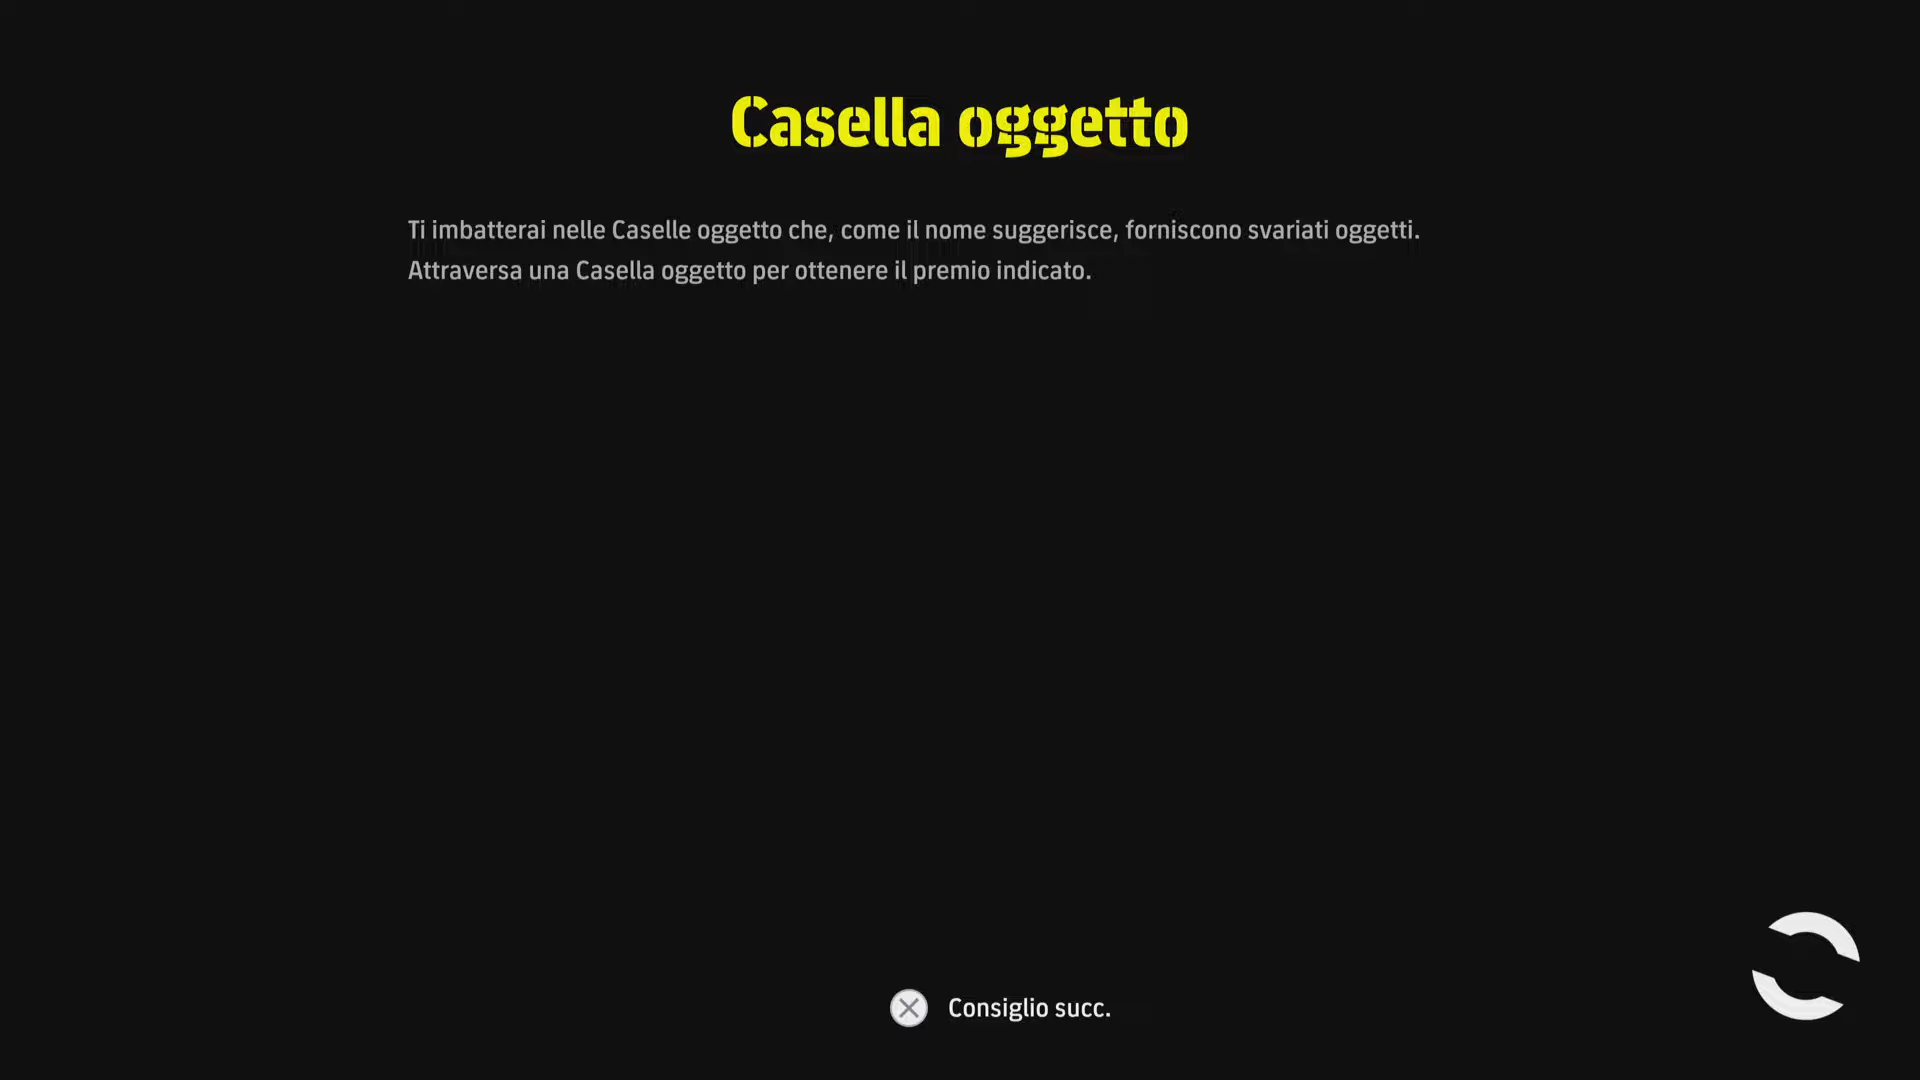 Casella oggetto
Ti imbatterai nelle Caselle oggetto che, come il nome suggerisce, forniscono svariati oggetti.
Attraversa una Casella oggetto per ottenere il premio indicato.
Consiglio succ.